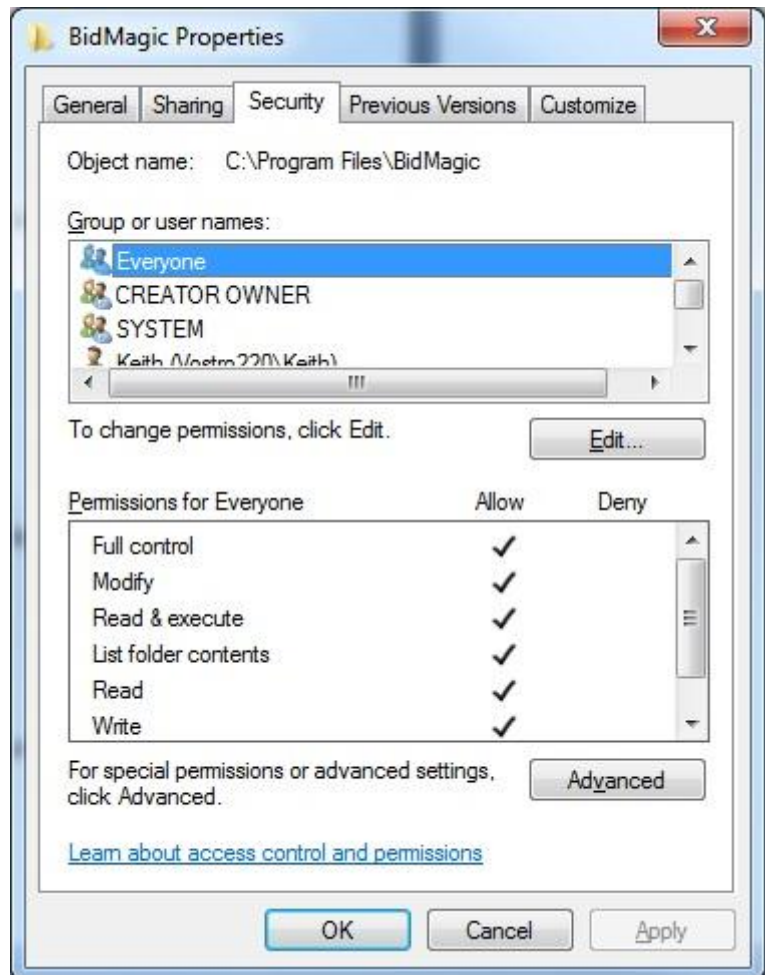 BidMagic Properties
General Sharing Security Previous Versions Customize
Object name: C:\Program Files\BidMagic
Group or user names:
Everyone
CREATOR OWNER
SYSTEM
Keith (Vostro220\Keith)
To change permissions, click Edit.
Edit...
Permissions for Everyone Allow Deny
Full control
Modify
Read & execute
List folder contents
Read
Write
For special permissions or advanced settings,
click Advanced.
Advanced
Learn about access control and permissions
OK Cancel Apply